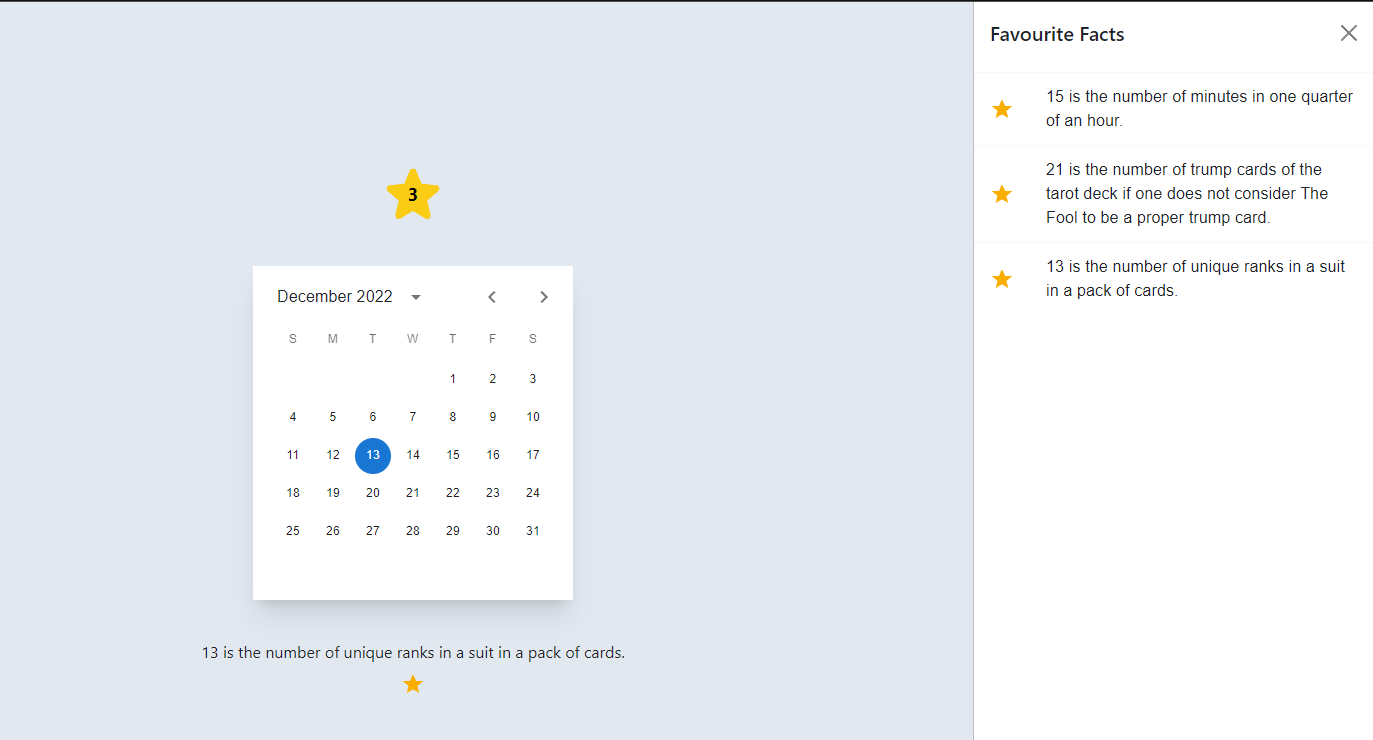 3
December 2022
S M T W T F S
1 2 3
4 5 6 7 8 9 10
11 12 13 14 15 16 17
18 19 20 21 22 23 24
25 26 27 28 29 30 31
13 is the number of unique ranks in a suit in a pack of cards.
Favourite Facts
15 is the number of minutes in one quarter
of an hour.
21 is the number of trump cards of the
tarot deck if one does not consider The
Fool to be a proper trump card.
13 is the number of unique ranks in a suit
in a pack of cards.